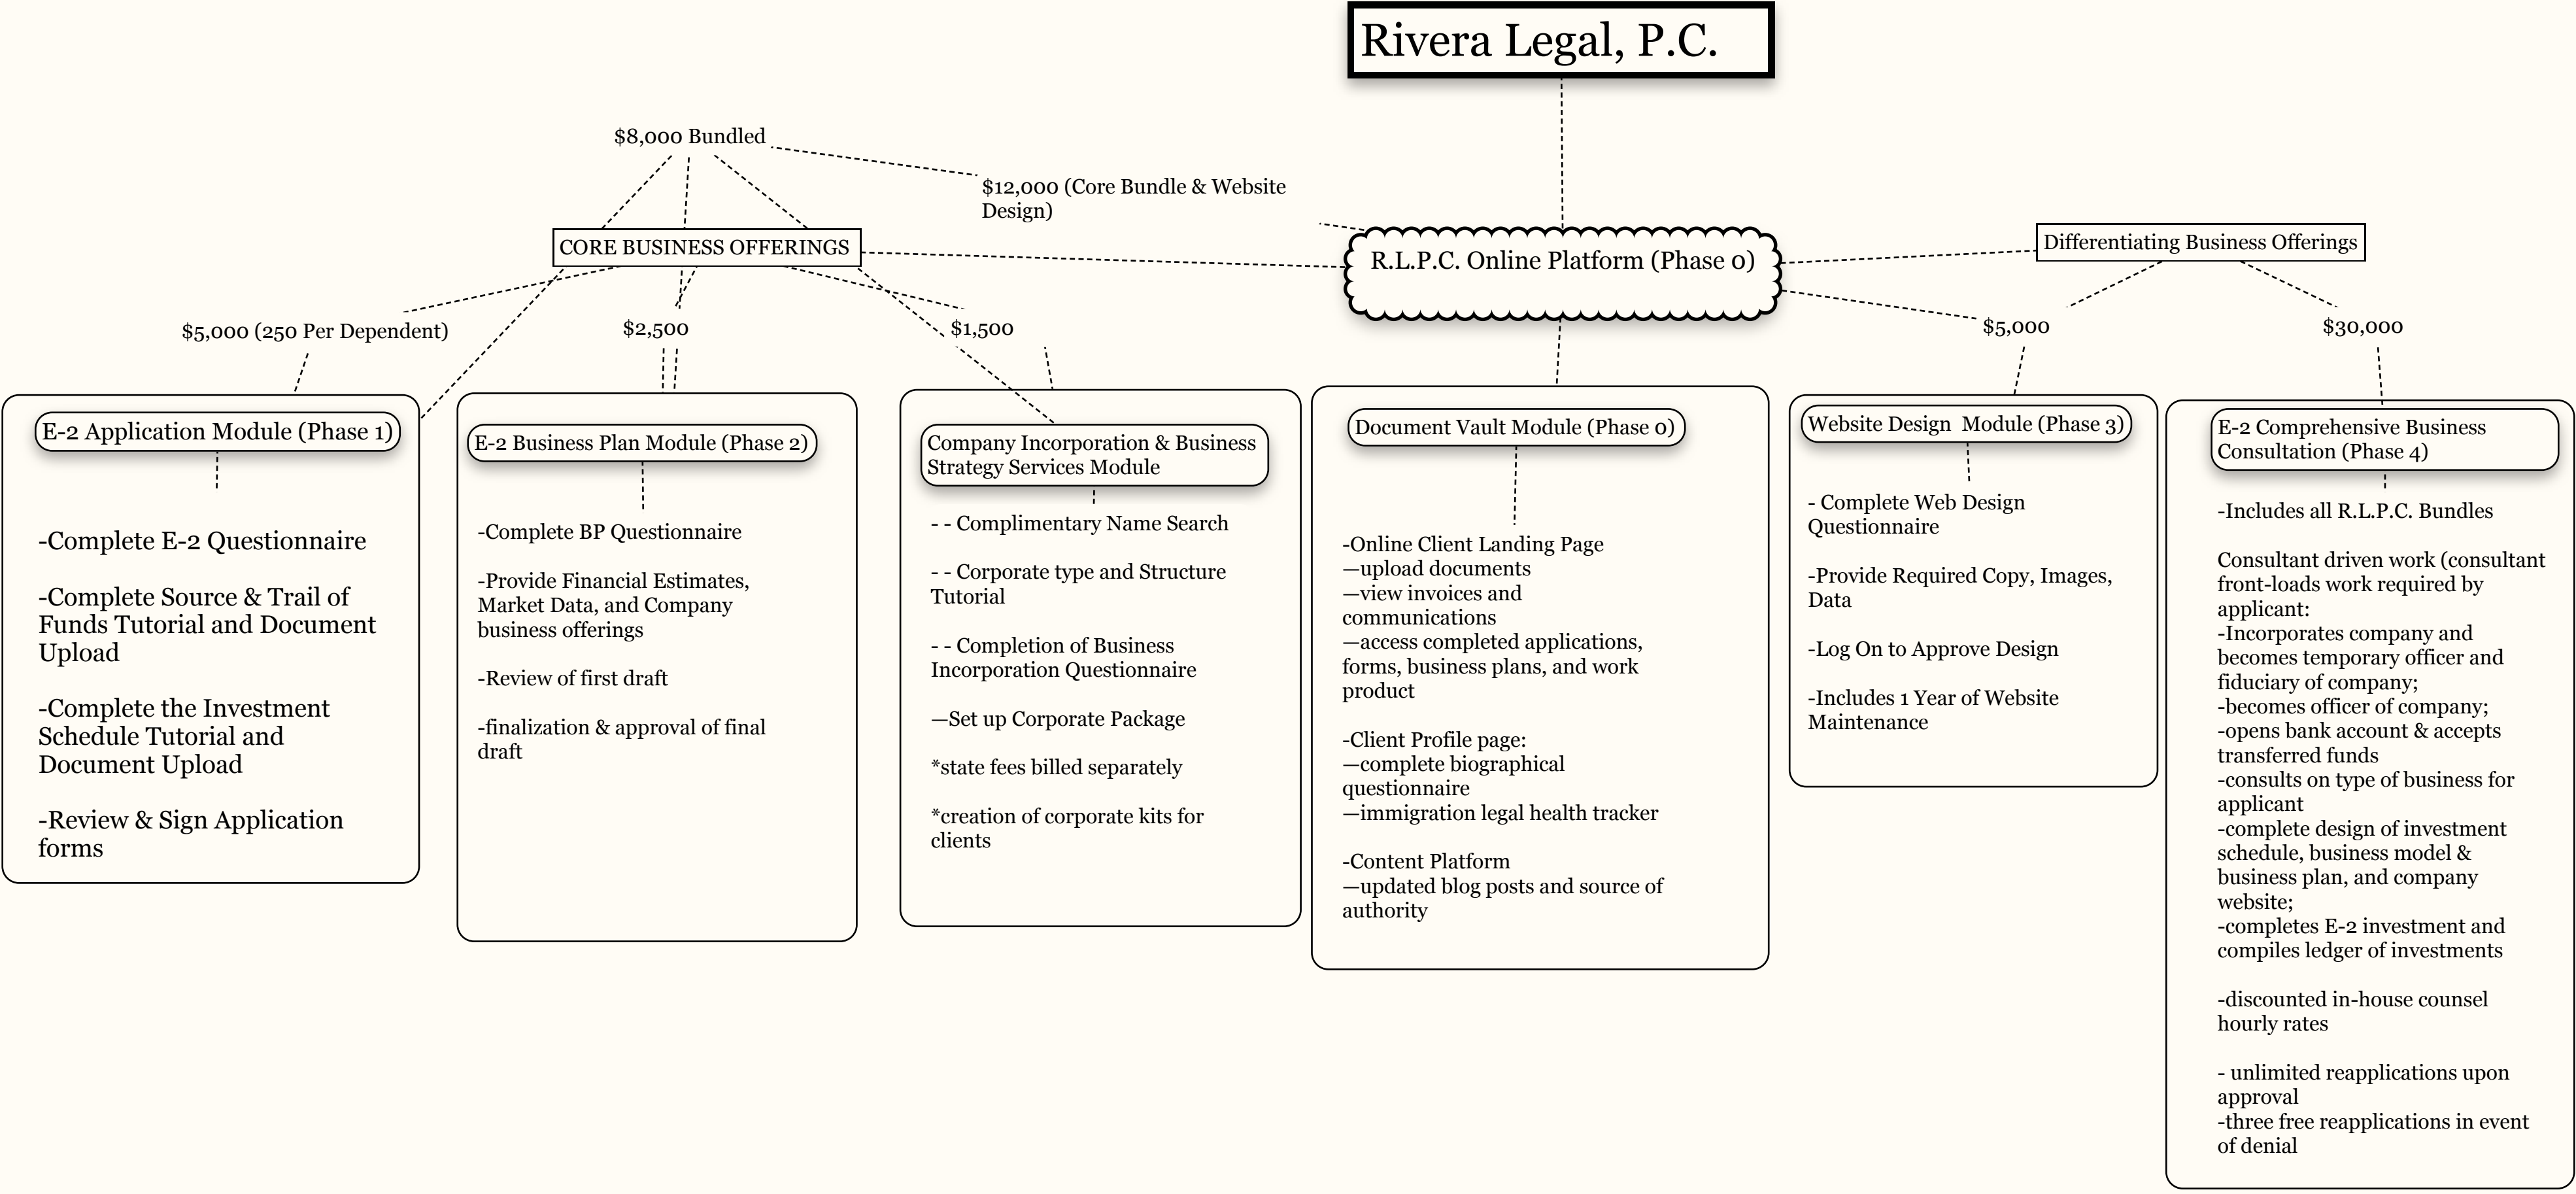 Rivera Legal, P.C.
$8,000 Bundled
$12,000 (Core Bundle & Website
Design)
CORE BUSINESS OFFERINGS
R.L.P.C. Online Platform (Phase 0)
Differentiating Business Offerings
$5,000 (250 Per Dependent)
$2,500
$1,500
$5,000
$30,000
E-2 Application Module (Phase 1)
-Complete E-2 Questionnaire
-Complete Source & Trail of
Funds Tutorial and Document
Upload
-Complete the Investment
Schedule Tutorial and
Document Upload
-Review & Sign Application
forms
E-2 Business Plan Module (Phase 2)
-Complete BP Questionnaire
-Provide Financial Estimates,
Market Data, and Company
business offerings
-Review of first draft
-finalization & approval of final
draft
Company Incorporation & Business
Strategy Services Module
- - Complimentary Name Search
- - Corporate type and Structure
Tutorial
- - Completion of Business
Incorporation Questionnaire
—Set up Corporate Package
*state fees billed separately
*creation of corporate kits for
clients
Document Vault Module (Phase 0)
-Online Client Landing Page
—upload documents
—view invoices and
communications
—access completed applications,
forms, business plans, and work
product
-Client Profile page:
—complete biographical
questionnaire
—immigration legal health tracker
-Content Platform
—updated blog posts and source of
authority
Website Design  Module (Phase 3)
- Complete Web Design
Questionnaire
-Provide Required Copy, Images,
Data
-Log On to Approve Design
-Includes 1 Year of Website
Maintenance
E-2 Comprehensive Business
Consultation (Phase 4)
-Includes all R.L.P.C. Bundles
Consultant driven work (consultant
front-loads work required by
applicant:
-Incorporates company and
becomes temporary officer and
fiduciary of company;
-becomes officer of company;
-opens bank account & accepts
transferred funds
-consults on type of business for
applicant
-complete design of investment
schedule, business model &
business plan, and company
website;
-completes E-2 investment and
compiles ledger of investments
-discounted in-house counsel
hourly rates
- unlimited reapplications upon
approval
-three free reapplications in event
of denial